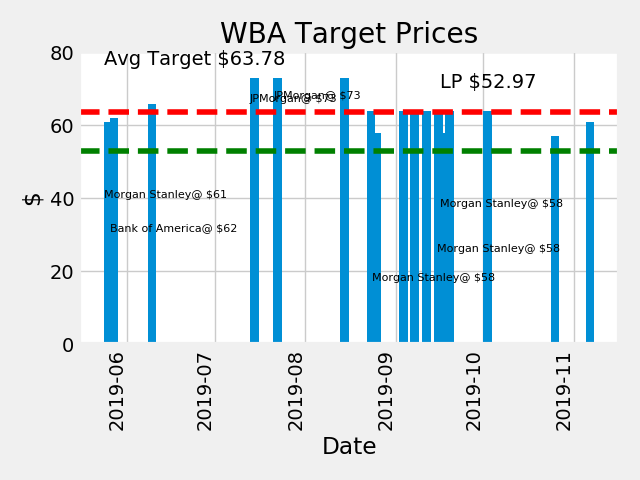 WBA Target Prices
Avg Target $63.78
LP $52.97
JPMorgan@ $73
JPMorgan@ $73
Morgan Stanley@ $61
Morgan Stanley@ $58
Bank of America@ $62
Morgan Stanley@ $58
Morgan Stanley@ $58
80
60
40
20
0
$
2019-06
2019-07
2019-08
2019-09
2019-10
2019-11
Date